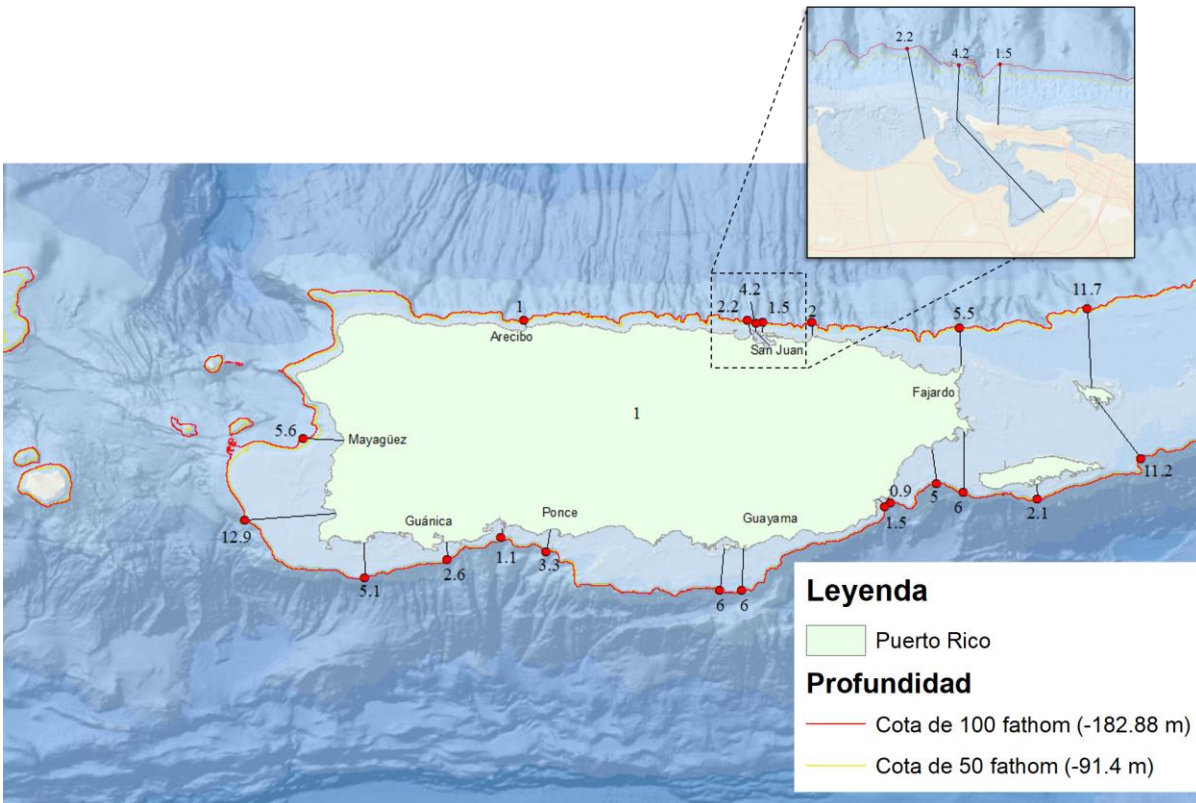 2.2
4.2
1.5
4.2
2.2
1.5
2
1
Arecibo
San Juan
5.5
11.7
Fajardo
1
5.6
Mayagüez
11.2
0.9
1.5
5
6
2.1
12.9
Guánica
Ponce
Guayama
5.1
2.6
1.1
3.3
6
6
Leyenda
Puerto Rico
Profundidad
Cota de 100 fathom (-182.88 m)
Cota de 50 fathom (-91.4 m)